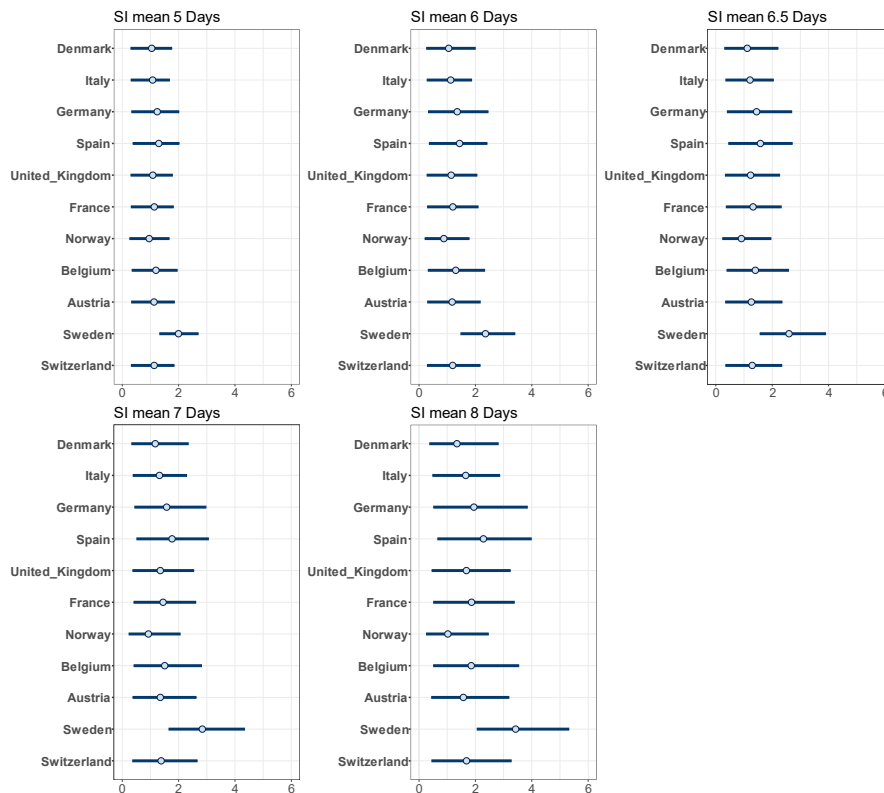 SI mean 5 Days
Denmark
Italy
Germany
Spain
United_Kingdom
France
Norway
Belgium
Austria
Sweden
Switzerland
0 2 4 6
SI mean 6 Days
Denmark
Italy
Germany
Spain
United_Kingdom
France
Norway
Belgium
Austria
Sweden
Switzerland
0 2 4 6
SI mean 6.5 Days
Denmark
Italy
Germany
Spain
United_Kingdom
France
Norway
Belgium
Austria
Sweden
Switzerland
0 2 4 6
SI mean 7 Days
Denmark
Italy
Germany
Spain
United_Kingdom
France
Norway
Belgium
Austria
Sweden
Switzerland
0 2 4 6
SI mean 8 Days
Denmark
Italy
Germany
Spain
United_Kingdom
France
Norway
Belgium
Austria
Sweden
Switzerland
0 2 4 6